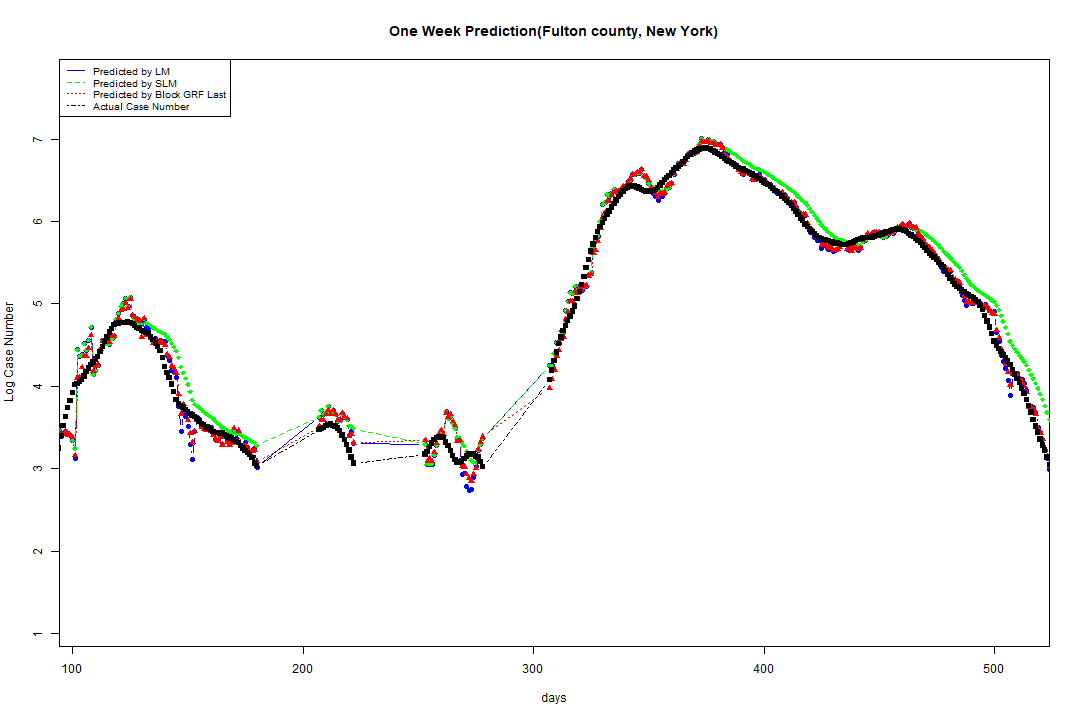 One Week Prediction(Fulton county, New York)
Predicted by LM
Predicted by SLM
Predicted by Block GRF Last
Actual Case Number
7
6
5
4
3
2
1
Log Case Number
100 200 300 400 500
days